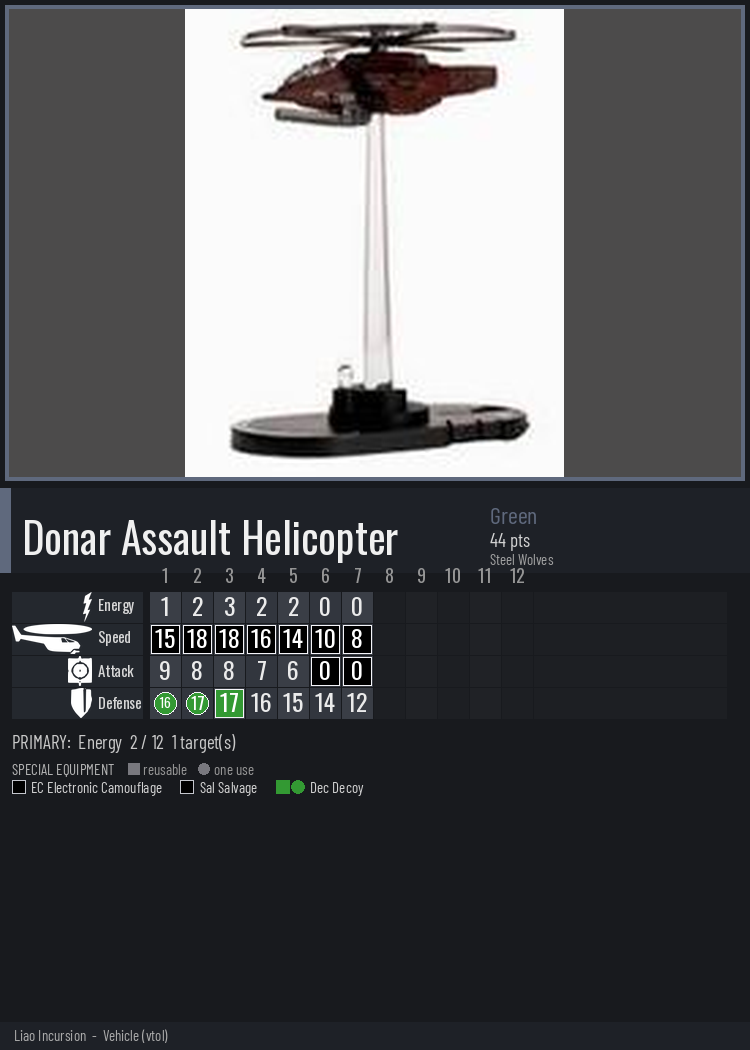 Donar Assault Helicopter
Green
44 pts
Steel Wolves
1 2 3 4 5 6 7 8 9 10 11 12
Energy 1 2 3 2 2 0 0
Speed 15 18 18 16 14 10 8
Attack 9 8 8 7 6 0 0
Defense 16 17 17 16 15 14 12
PRIMARY: Energy 2 / 12 1 target(s)
SPECIAL EQUIPMENT reusable one use
EC Electronic Camouflage Sal Salvage Dec Decoy
Liao Incursion - Vehicle (vtol)